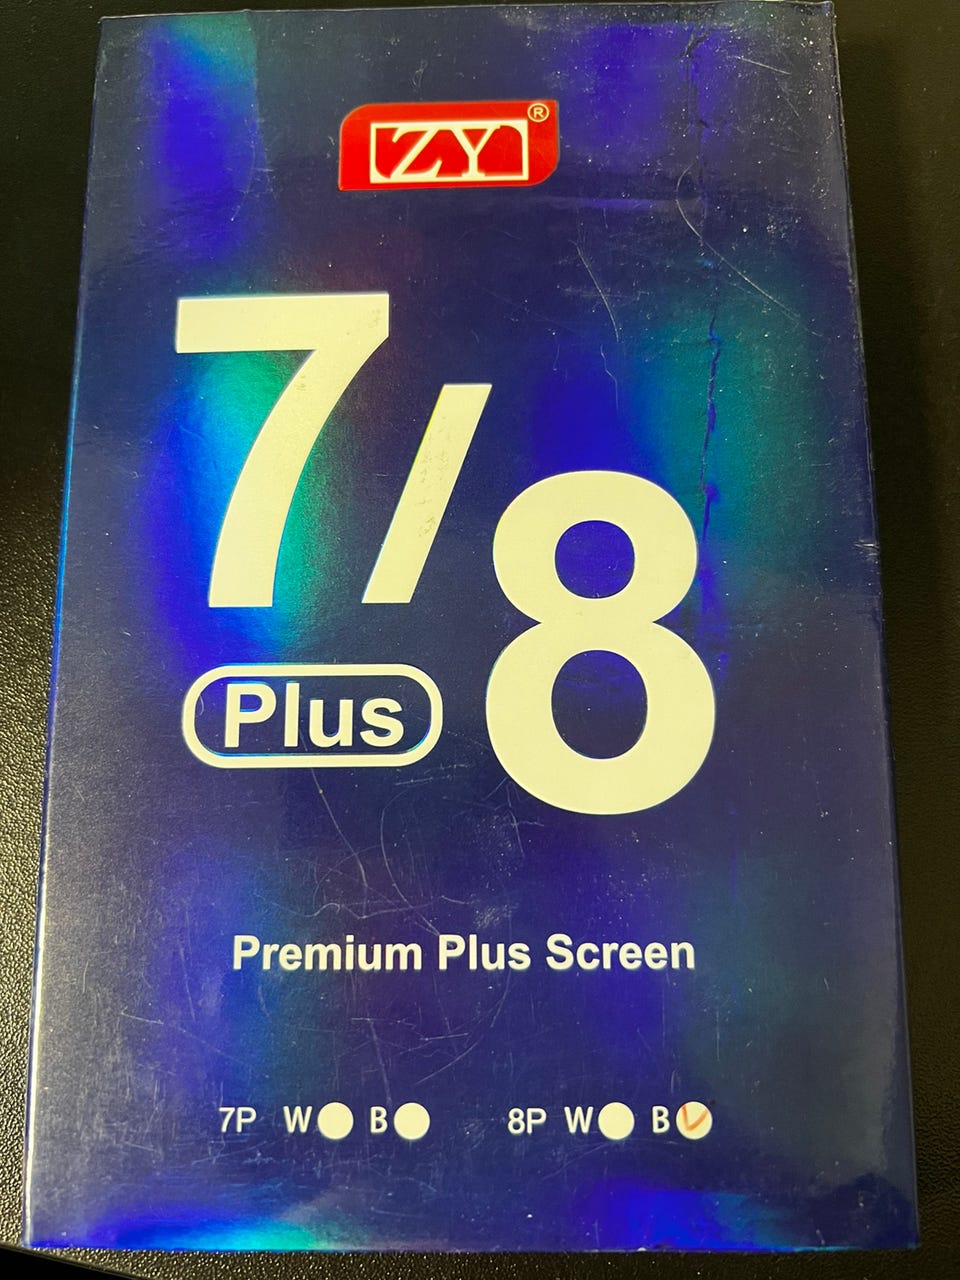 ZY®
7/8
Plus
Premium Plus Screen
7P W B 8P W B